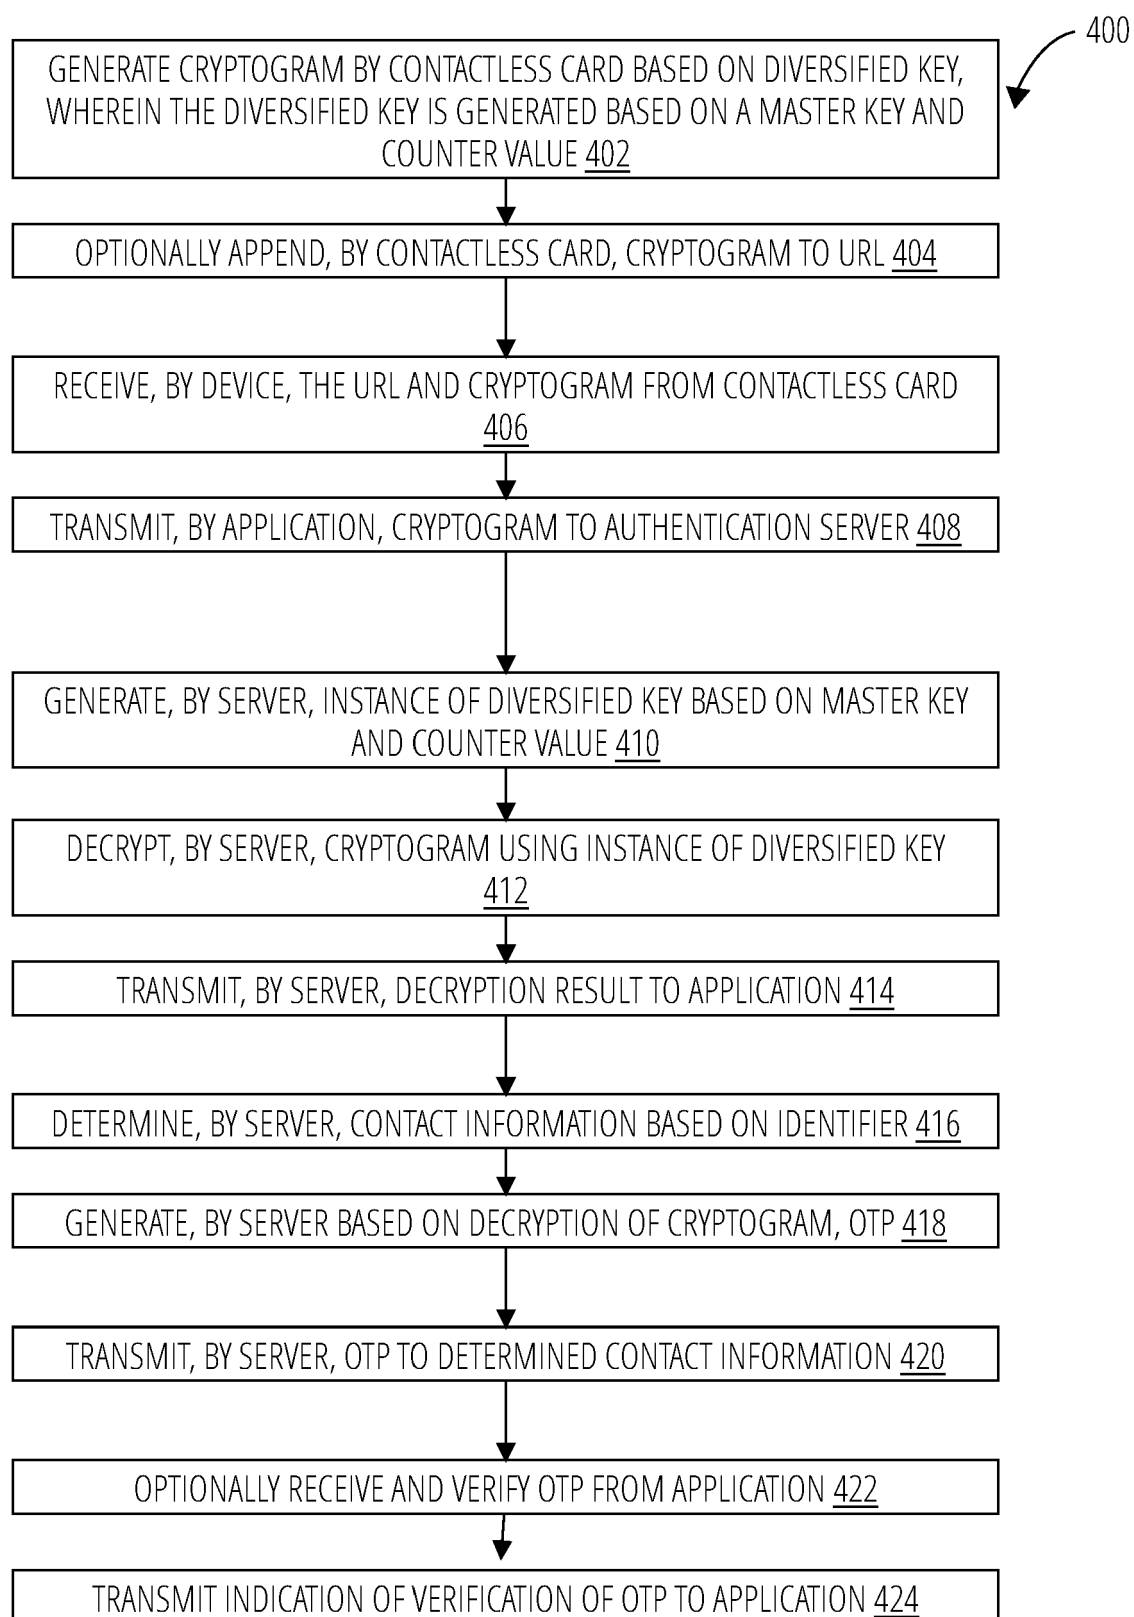 400
GENERATE CRYPTOGRAM BY CONTACTLESS CARD BASED ON DIVERSIFIED KEY,
WHEREIN THE DIVERSIFIED KEY IS GENERATED BASED ON A MASTER KEY AND
COUNTER VALUE 402
OPTIONALLY APPEND, BY CONTACTLESS CARD, CRYPTOGRAM TO URL 404
RECEIVE, BY DEVICE, THE URL AND CRYPTOGRAM FROM CONTACTLESS CARD
406
TRANSMIT, BY APPLICATION, CRYPTOGRAM TO AUTHENTICATION SERVER 408
GENERATE, BY SERVER, INSTANCE OF DIVERSIFIED KEY BASED ON MASTER KEY
AND COUNTER VALUE 410
DECRYPT, BY SERVER, CRYPTOGRAM USING INSTANCE OF DIVERSIFIED KEY
412
TRANSMIT, BY SERVER, DECRYPTION RESULT TO APPLICATION 414
DETERMINE, BY SERVER, CONTACT INFORMATION BASED ON IDENTIFIER 416
GENERATE, BY SERVER BASED ON DECRYPTION OF CRYPTOGRAM, OTP 418
TRANSMIT, BY SERVER, OTP TO DETERMINED CONTACT INFORMATION 420
OPTIONALLY RECEIVE AND VERIFY OTP FROM APPLICATION 422
TRANSMIT INDICATION OF VERIFICATION OF OTP TO APPLICATION 424